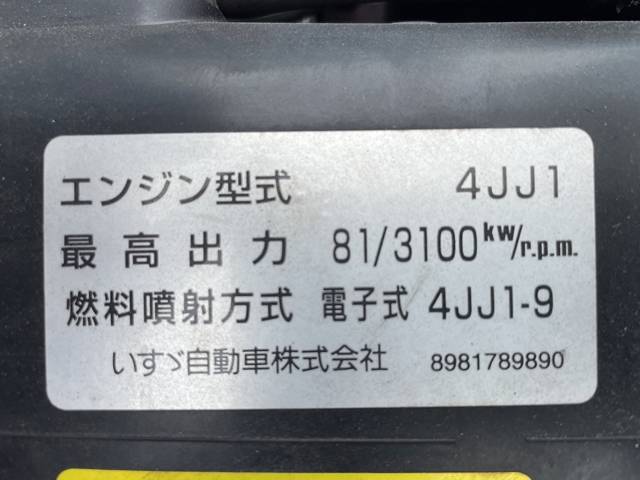 エンジン型式 4JJ1
最高出力 81/3100kw/r.p.m.
燃料噴射方式 電子式 4JJ1-9
いすゞ自動車株式会社 8981789890